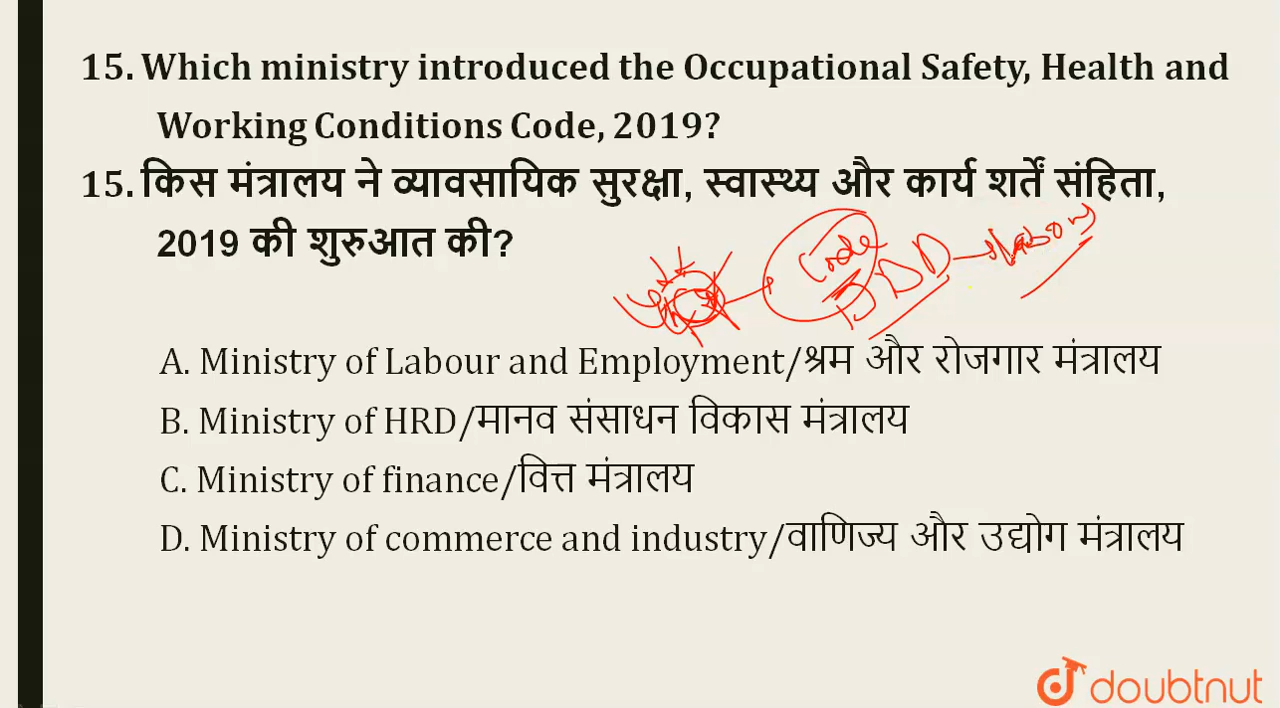 15. Which ministry introduced the Occupational Safety, Health and
Working Conditions Code, 2019?
15. किस मंत्रालय ने व्यावसायिक सुरक्षा, स्वास्थ्य और कार्य शर्तें संहिता,
2019 की शुरुआत की?
Code
Labour
A. Ministry of Labour and Employment/श्रम और रोजगार मंत्रालय
B. Ministry of HRD/मानव संसाधन विकास मंत्रालय
C. Ministry of finance/वित्त मंत्रालय
D. Ministry of commerce and industry/वाणिज्य और उद्योग मंत्रालय
doubtnut